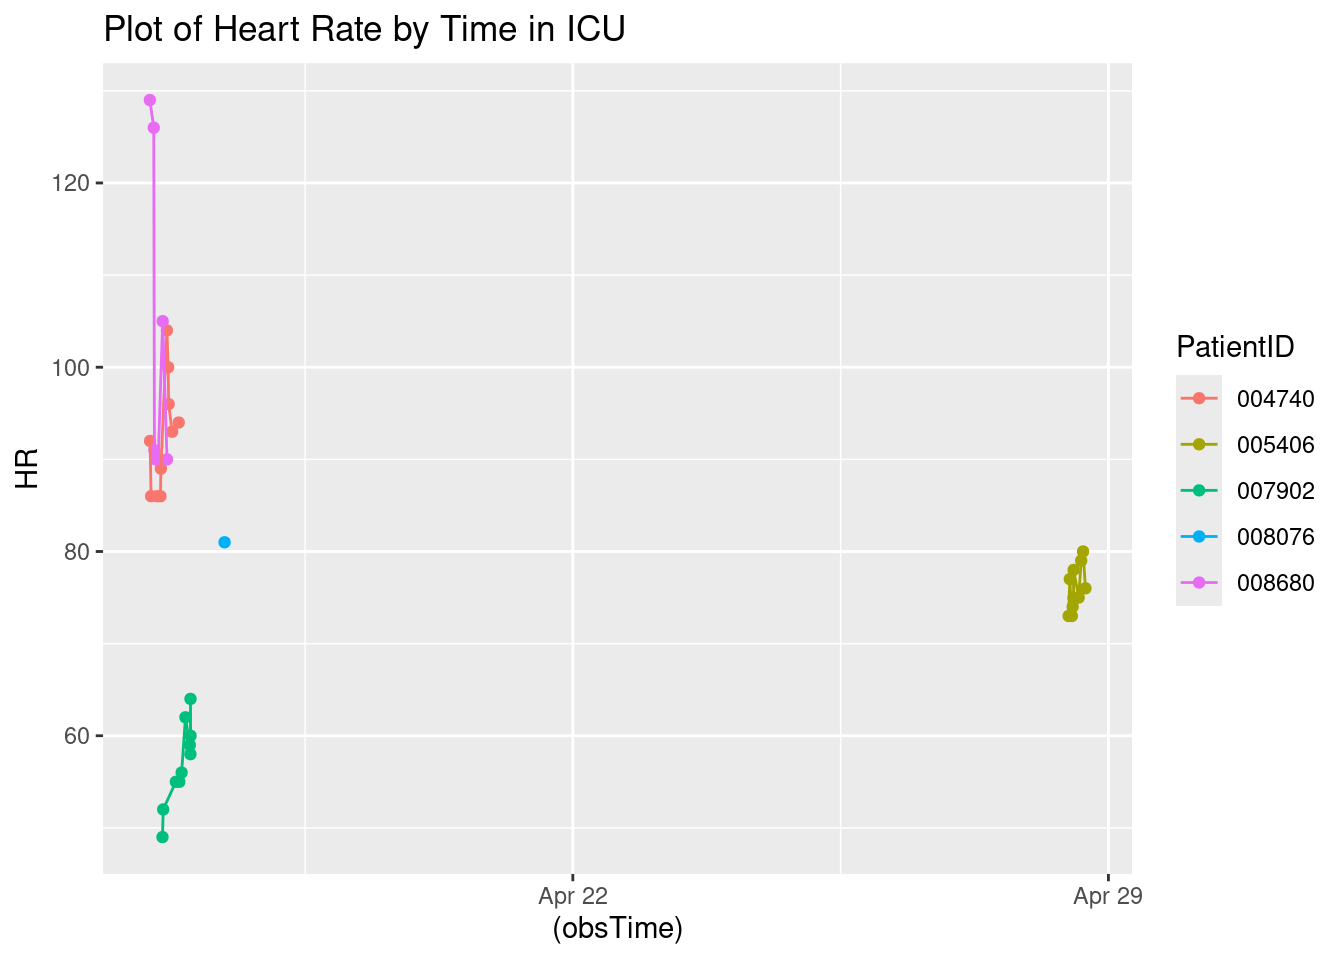 Plot of Heart Rate by Time in ICU
HR
120
100
80
60
Apr 22
Apr 29
(obsTime)
PatientID
004740
005406
007902
008076
008680